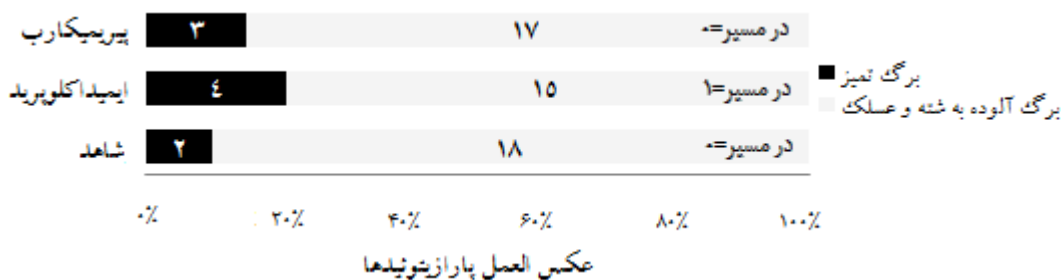 پیریمیکارب ۳ ۱۷ در مسیر=۰
ایمیداکلوپرید ٤ ۱۵ در مسیر=۱
شاهد ۲ ۱۸ در مسیر=۰
برگ تمیز
برگ آلوده به شته و عسلک
۰٪ ۲۰٪ ۴۰٪ ۶۰٪ ۸۰٪ ۱۰۰٪
عکس العمل پارازیتوئیدها